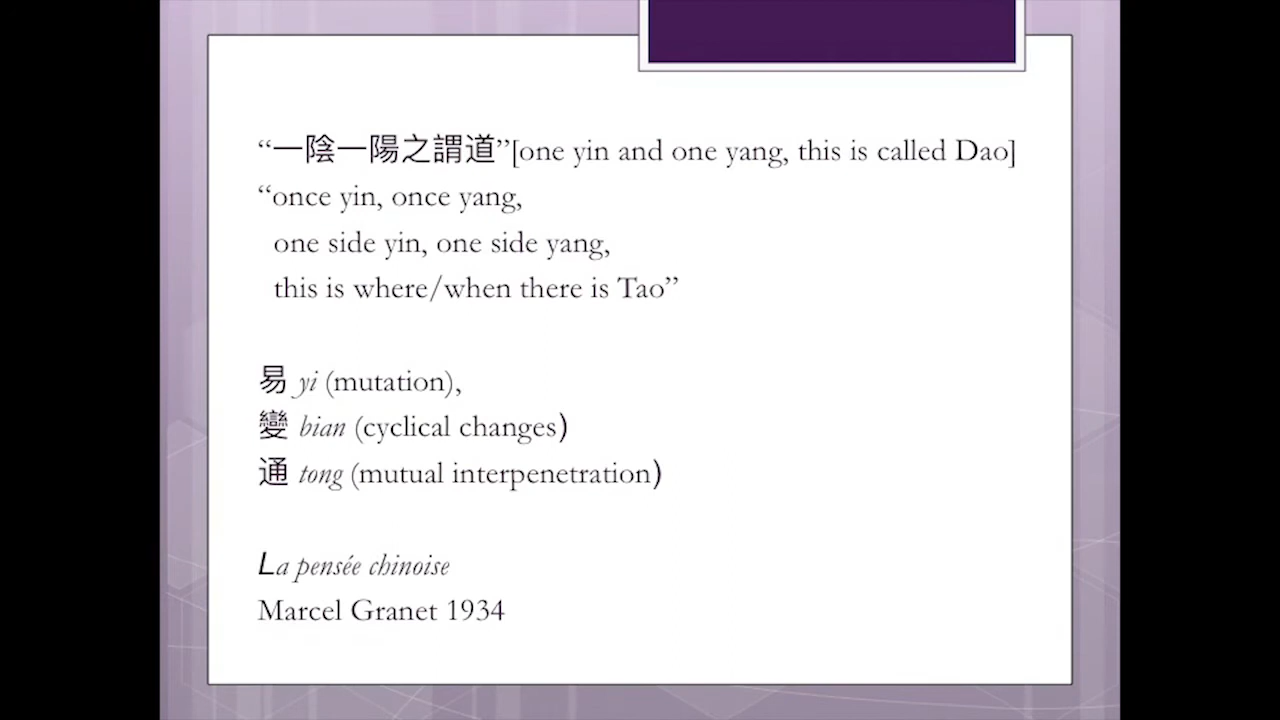 “一陰一陽之謂道”[one yin and one yang, this is called Dao]
“once yin, once yang,
one side yin, one side yang,
this is where/when there is Tao”
易 yi (mutation),
變 bian (cyclical changes)
通 tong (mutual interpenetration)
La pensée chinoise
Marcel Granet 1934